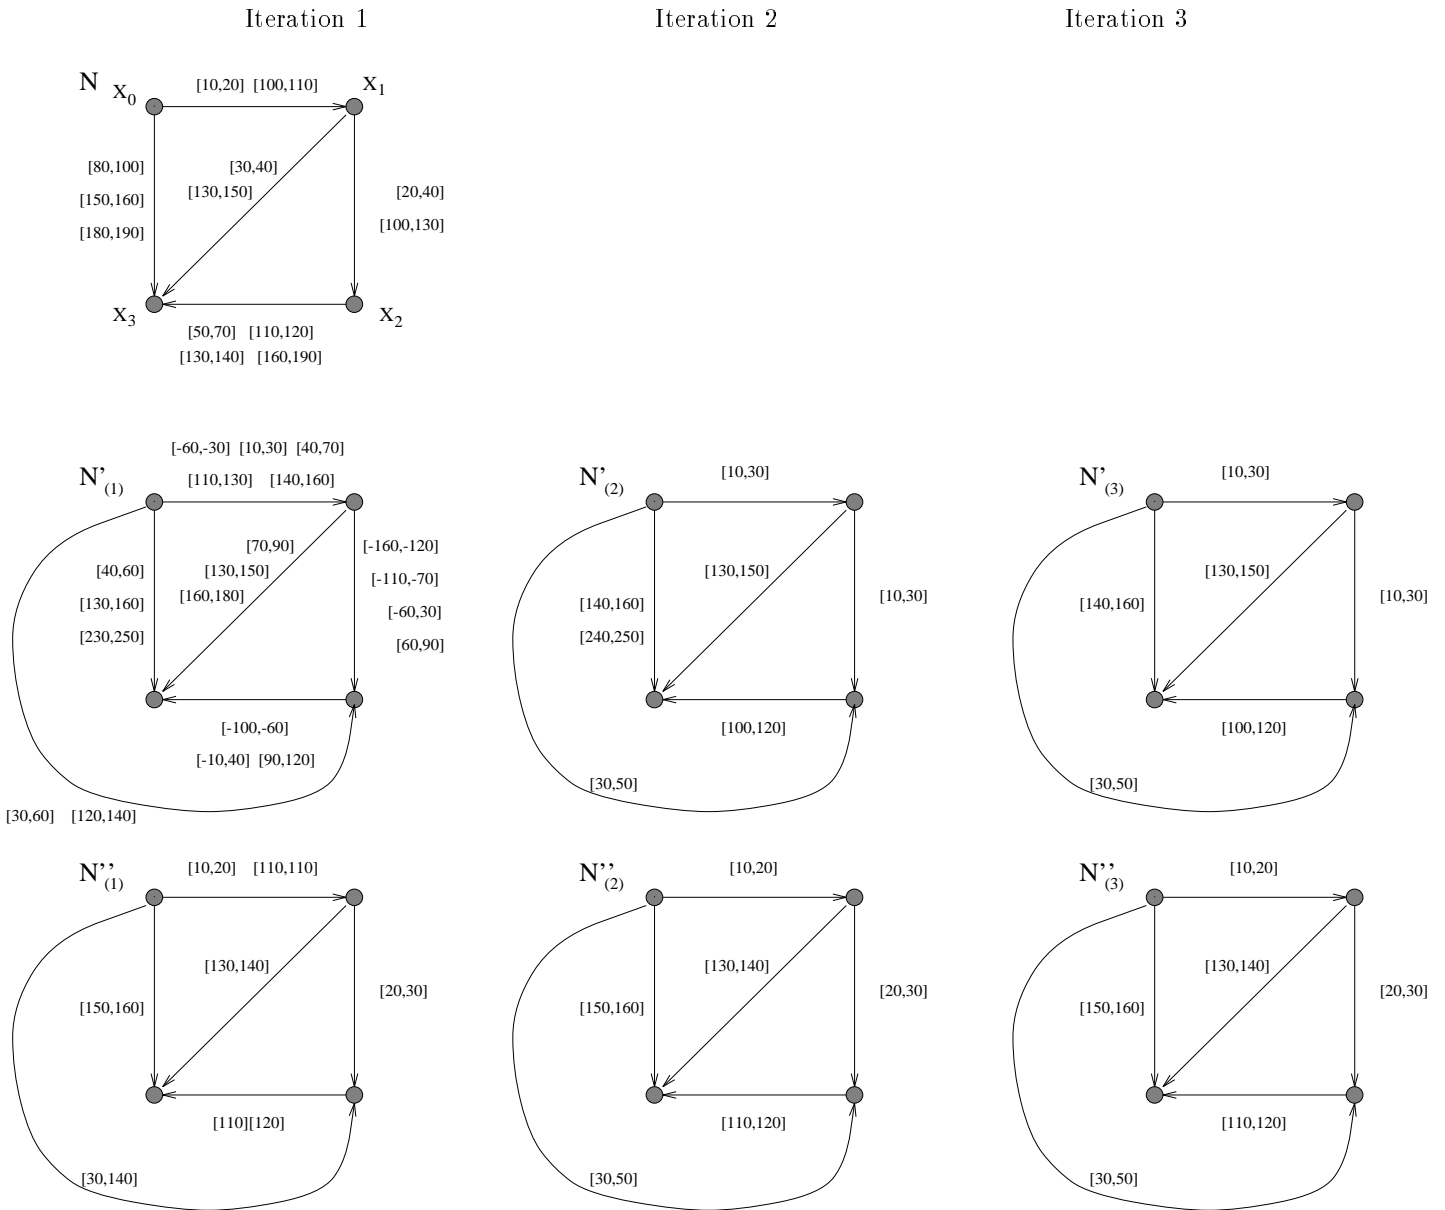 Iteration 1 Iteration 2 Iteration 3
N X0 [10,20] [100,110] X1
[80,100] [30,40]
[150,160] [130,150] [20,40]
[180,190] [100,130]
X3 X2
[50,70] [110,120]
[130,140] [160,190]
[-60,-30] [10,30] [40,70]
N'(1) [110,130] [140,160]
[70,90] [-160,-120]
[40,60] [130,150] [-110,-70]
[130,160] [160,180] [-60,30]
[230,250] [60,90]
[-100,-60]
[-10,40] [90,120]
[30,60] [120,140]
N'(2) [10,30]
[130,150]
[140,160] [10,30]
[240,250]
[100,120]
[30,50]
N'(3) [10,30]
[130,150]
[140,160] [10,30]
[100,120]
[30,50]
N''(1) [10,20] [110,110]
[130,140]
[150,160] [20,30]
[110][120]
[30,140]
N''(2) [10,20]
[130,140]
[150,160] [20,30]
[110,120]
[30,50]
N''(3) [10,20]
[130,140]
[150,160] [20,30]
[110,120]
[30,50]